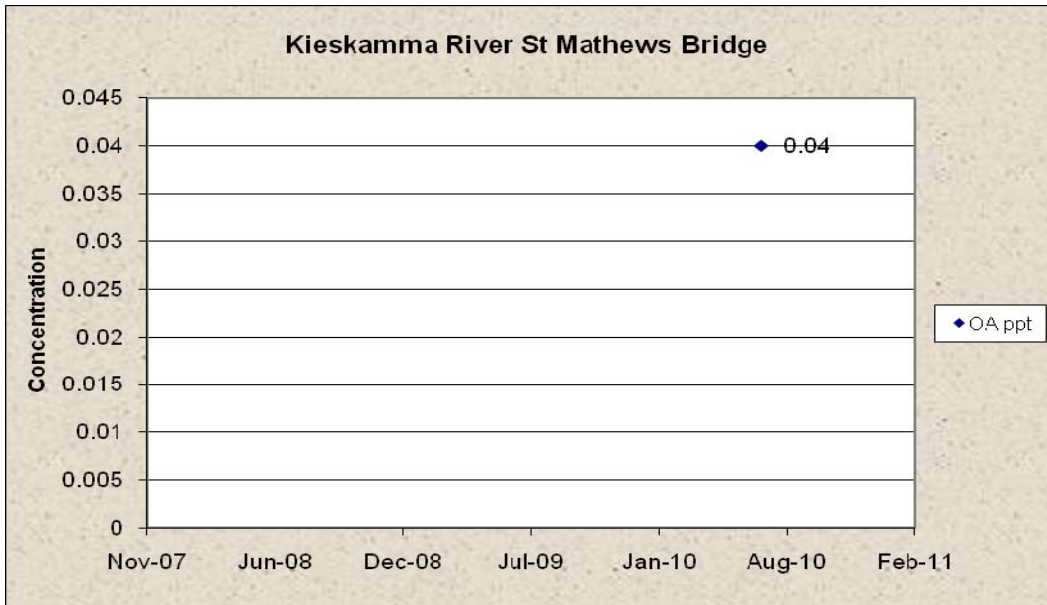 Kieskamma River St Mathews Bridge
Concentration
0.045
0.04
0.035
0.03
0.025
0.02
0.015
0.01
0.005
0
0.04
Nov-07 Jun-08 Dec-08 Jul-09 Jan-10 Aug-10 Feb-11
OA ppt